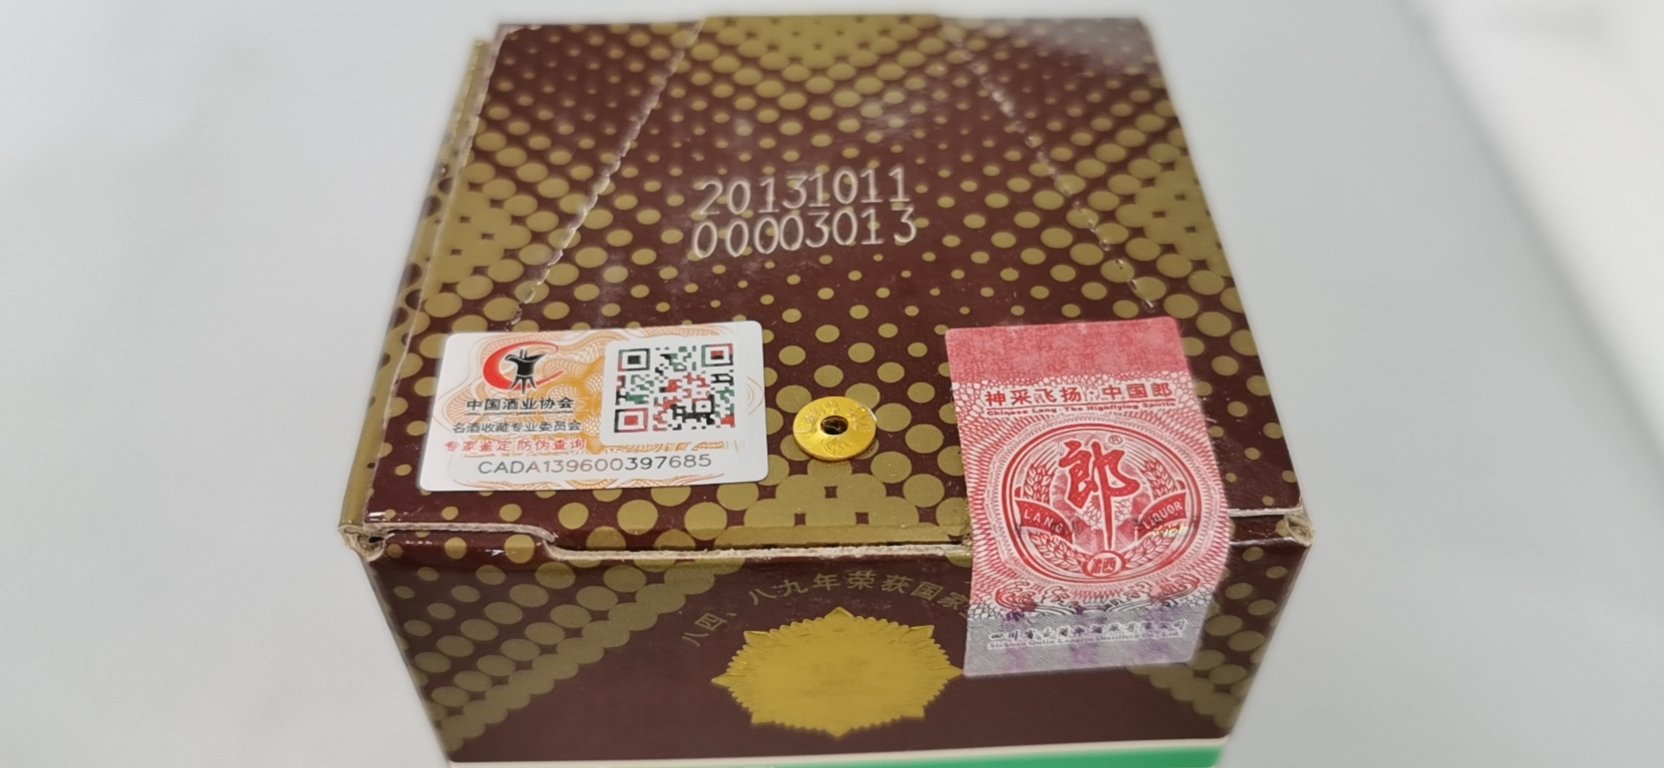 20131011
00003013
中国酒业协会
名酒收藏专业委员会
专家鉴定防伪查询
CADA139600397685
神采飞扬·中国郎
Chinese Lang·The Highflying
郎®
LANG
LIQUOR
酒
八四、八九年荣获国家